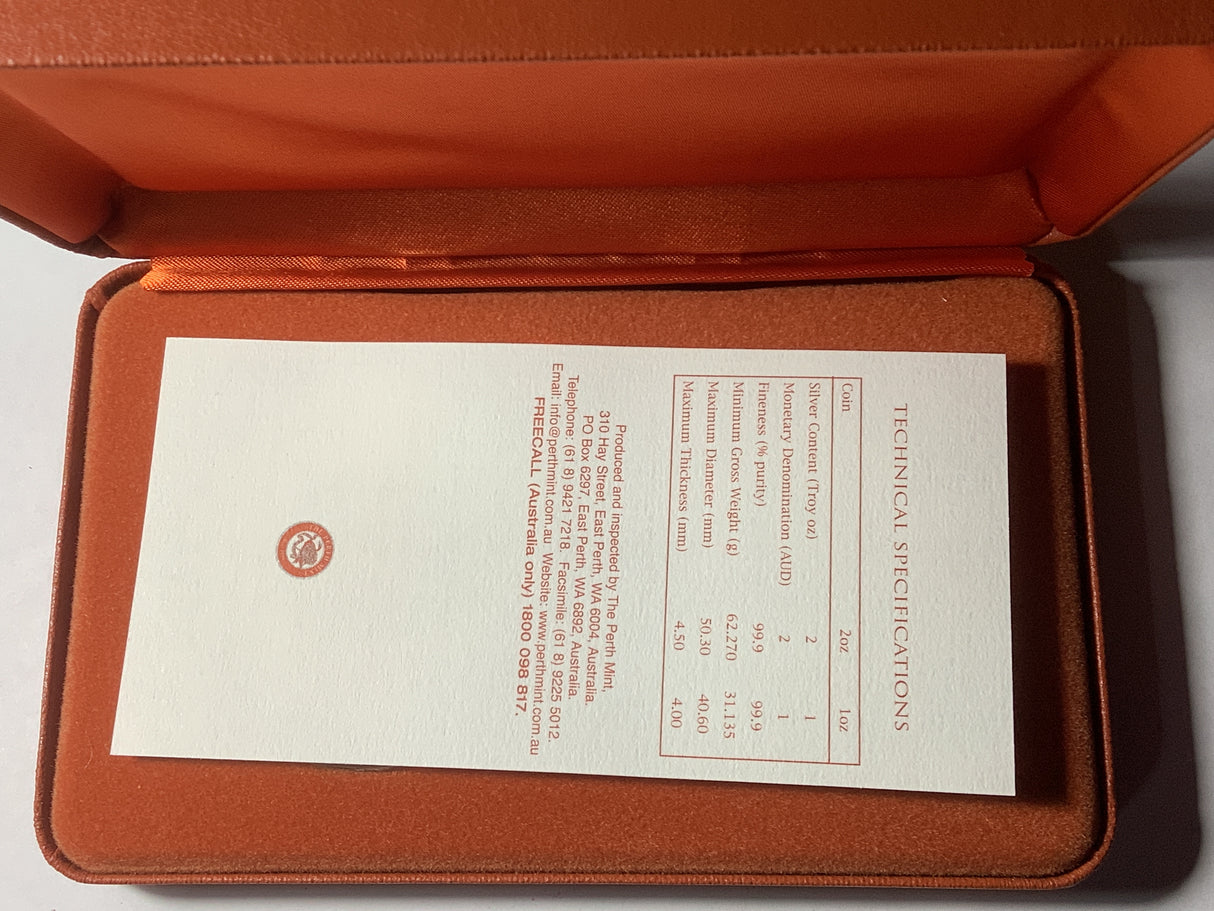 TECHNICAL SPECIFICATIONS
Coin 2oz 1oz
Silver Content (Troy oz) 2 1
Monetary Denomination (AUD) 2 1
Fineness (% purity) 99.9 99.9
Minimum Gross Weight (g) 62.270 31.135
Maximum Diameter (mm) 50.30 40.60
Maximum Thickness (mm) 4.50 4.00
Produced and inspected by The Perth Mint,
310 Hay Street, East Perth, WA 6004, Australia.
PO Box 6297, East Perth, WA 6892, Australia.
Telephone: (61 8) 9421 7218. Facsimile: (61 8) 9225 5012.
Email: info@perthmint.com.au Website: www.perthmint.com.au
FREECALL (Australia only) 1800 098 817.
THE PERTH MINT